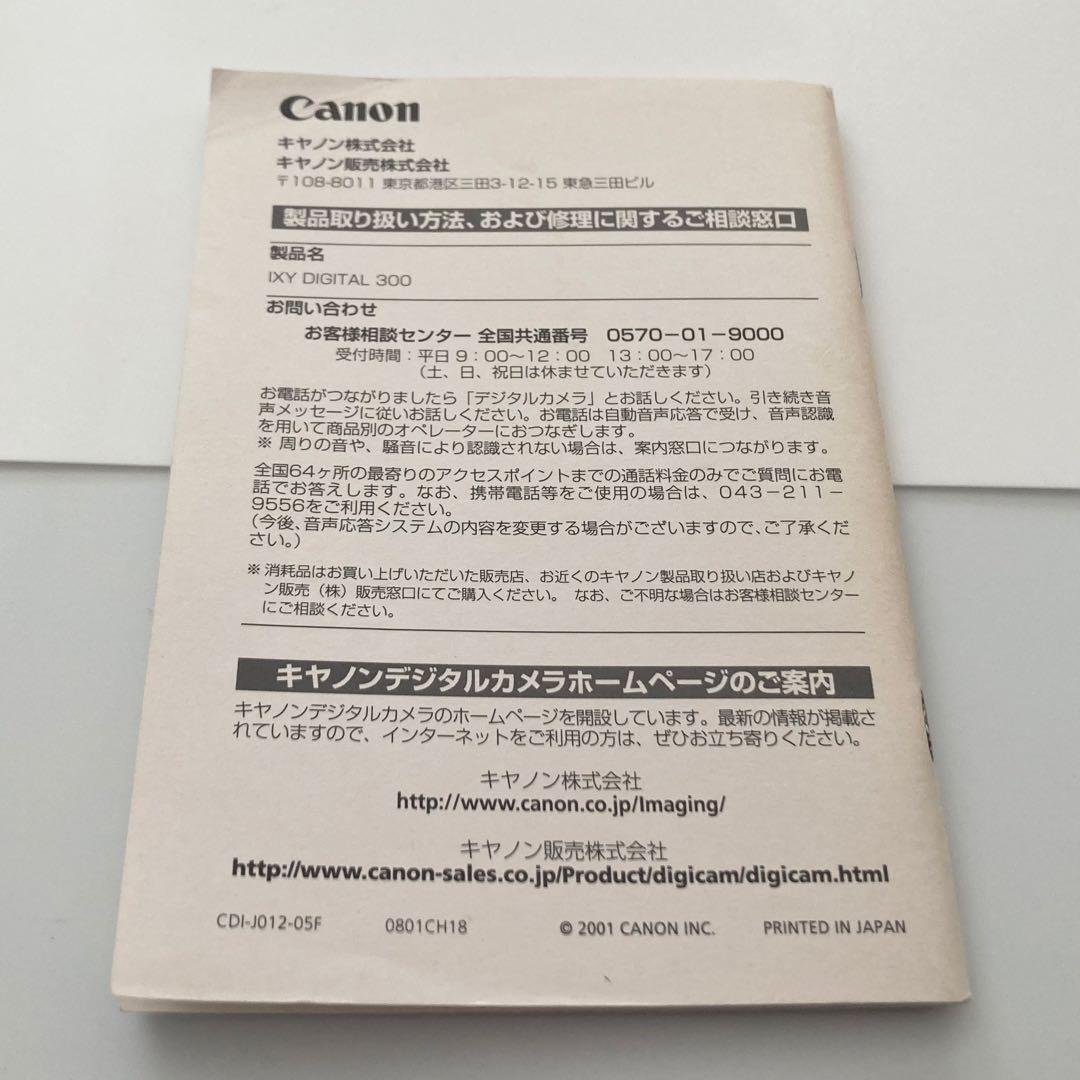 Canon
キヤノン株式会社
キヤノン販売株式会社
〒108-8011 東京都港区三田3-12-15 東急三田ビル
製品取り扱い方法、および修理に関するご相談窓口
製品名
IXY DIGITAL 300
お問い合わせ
お客様相談センター 全国共通番号 0570-01-9000
受付時間:平日 9:00〜12:00 13:00〜17:00
（土、日、祝日は休ませていただきます）
お電話がつながりましたら「デジタルカメラ」とお話しください。引き続き音
声メッセージに従いお話しください。お電話は自動音声応答で受け、音声認識
を用いて商品別のオペレーターにおつなぎします。
※ 周りの音や、騒音により認識されない場合は、案内窓口につながります。
全国64ヶ所の最寄りのアクセスポイントまでの通話料金のみでご質問にお電
話でお答えします。なお、携帯電話等をご使用の場合は、043-211-
9556をご利用ください。
(今後、音声応答システムの内容を変更する場合がございますので、ご了承くだ
さい。)
※ 消耗品はお買い上げいただいた販売店、お近くのキヤノン製品取り扱い店およびキヤノ
ン販売（株）販売窓口にてご購入ください。 なお、ご不明な場合はお客様相談センター
にご相談ください。
キヤノンデジタルカメラホームページのご案内
キヤノンデジタルカメラのホームページを開設しています。最新の情報が掲載さ
れていますので、インターネットをご利用の方は、ぜひお立ち寄りください。
キヤノン株式会社
http://www.canon.co.jp/Imaging/
キヤノン販売株式会社
http://www.canon-sales.co.jp/Product/digicam/digicam.html
CDI-J012-05F 0801CH18 © 2001 CANON INC. PRINTED IN JAPAN